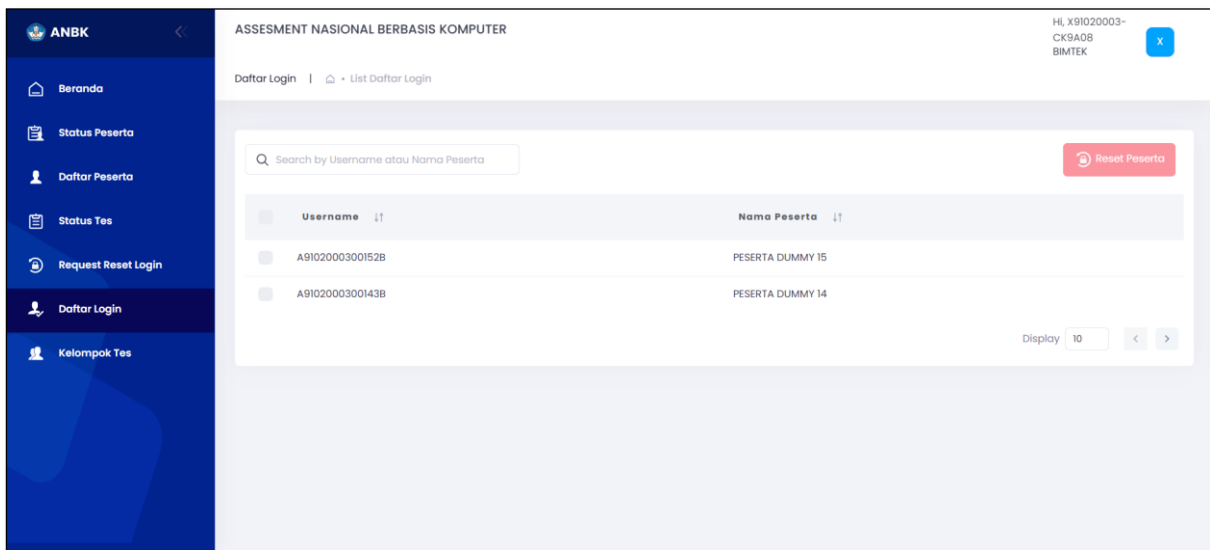 ANBK
Beranda
Status Peserta
Daftar Peserta
Status Tes
Request Reset Login
Daftar Login
Kelompok Tes
ASSESMENT NASIONAL BERBASIS KOMPUTER
Hi, X91020003-
CK9A08
BIMTEK
X
Daftar Login | • List Daftar Login
Search by Username atau Nama Peserta
Reset Peserta
Username Nama Peserta
A9102000300152B PESERTA DUMMY 15
A9102000300143B PESERTA DUMMY 14
Display 10 < >